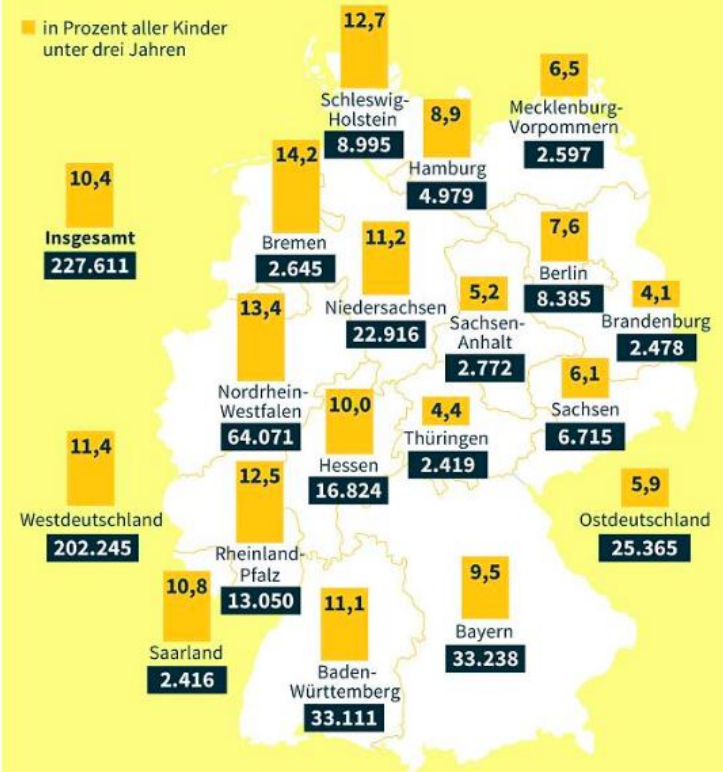 in Prozent aller Kinder
unter drei Jahren
12,7
Schleswig-
Holstein
8.995
8,9
Hamburg
4.979
6,5
Mecklenburg-
Vorpommern
2.597
10,4
Insgesamt
227.611
14,2
Bremen
2.645
11,2
Niedersachsen
22.916
7,6
Berlin
8.385
5,2
Sachsen-
Anhalt
2.772
4,1
Brandenburg
2.478
13,4
Nordrhein-
Westfalen
64.071
10,0
Hessen
16.824
4,4
Thüringen
2.419
6,1
Sachsen
6.715
11,4
Westdeutschland
202.245
12,5
Rheinland-
Pfalz
13.050
5,9
Ostdeutschland
25.365
10,8
Saarland
2.416
11,1
Baden-
Württemberg
33.111
9,5
Bayern
33.238